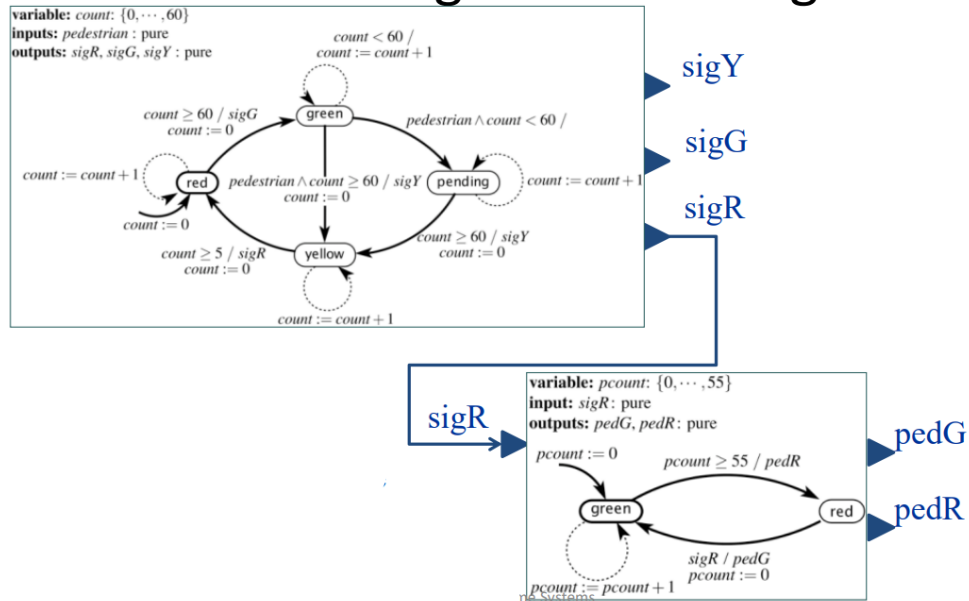 variable: count: {0,⋯,60}
inputs: pedestrian : pure
outputs: sigR, sigG, sigY : pure
count < 60 /
count := count + 1
count ≥ 60 / sigG
count := 0
green
pedestrian ∧ count < 60 /
count := count + 1
red
pedestrian ∧ count ≥ 60 / sigY
count := 0
pending
count := count + 1
count := 0
count ≥ 5 / sigR
count := 0
yellow
count ≥ 60 / sigY
count := 0
count := count + 1
sigY
sigG
sigR
sigR
variable: pcount: {0,⋯,55}
input: sigR: pure
outputs: pedG, pedR: pure
pcount := 0
pcount ≥ 55 / pedR
green
red
sigR / pedG
pcount := 0
pcount := pcount + 1
pedG
pedR
Systems